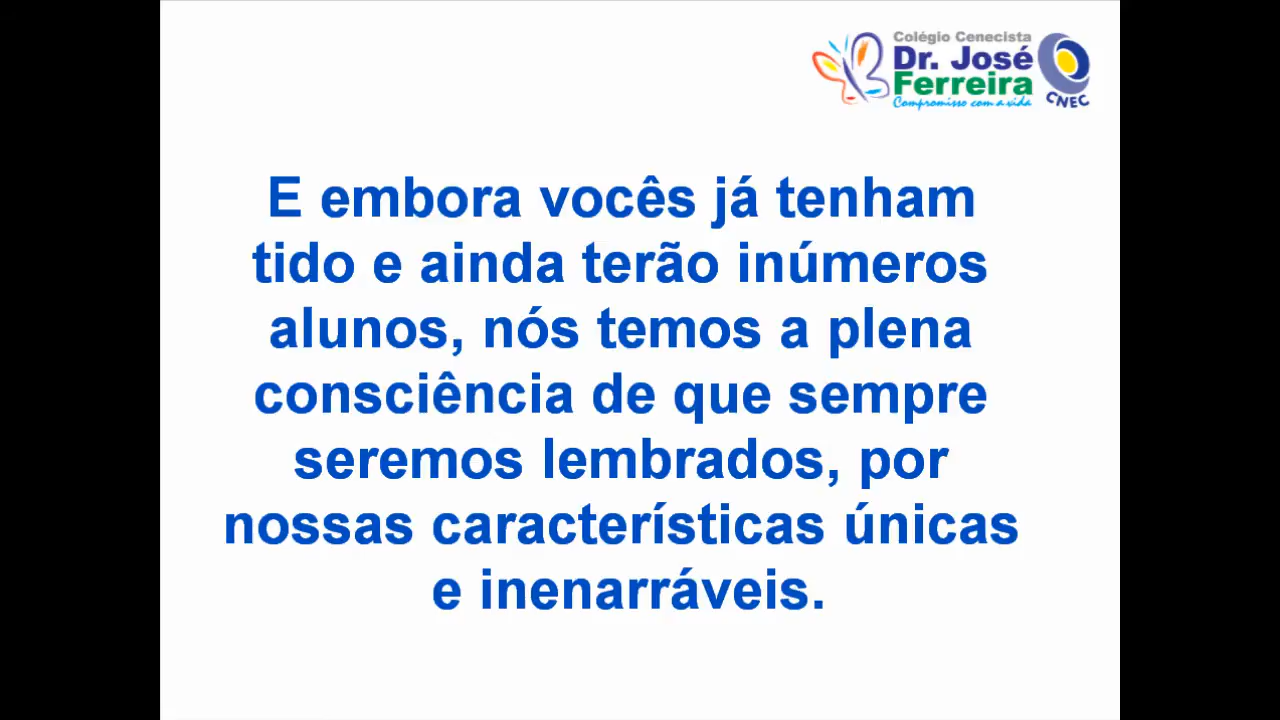 Colégio Cenecista
Dr. José
Ferreira
Compromisso com a vida
CNEC
E embora vocês já tenham
tido e ainda terão inúmeros
alunos, nós temos a plena
consciência de que sempre
seremos lembrados, por
nossas características únicas
e inenarráveis.